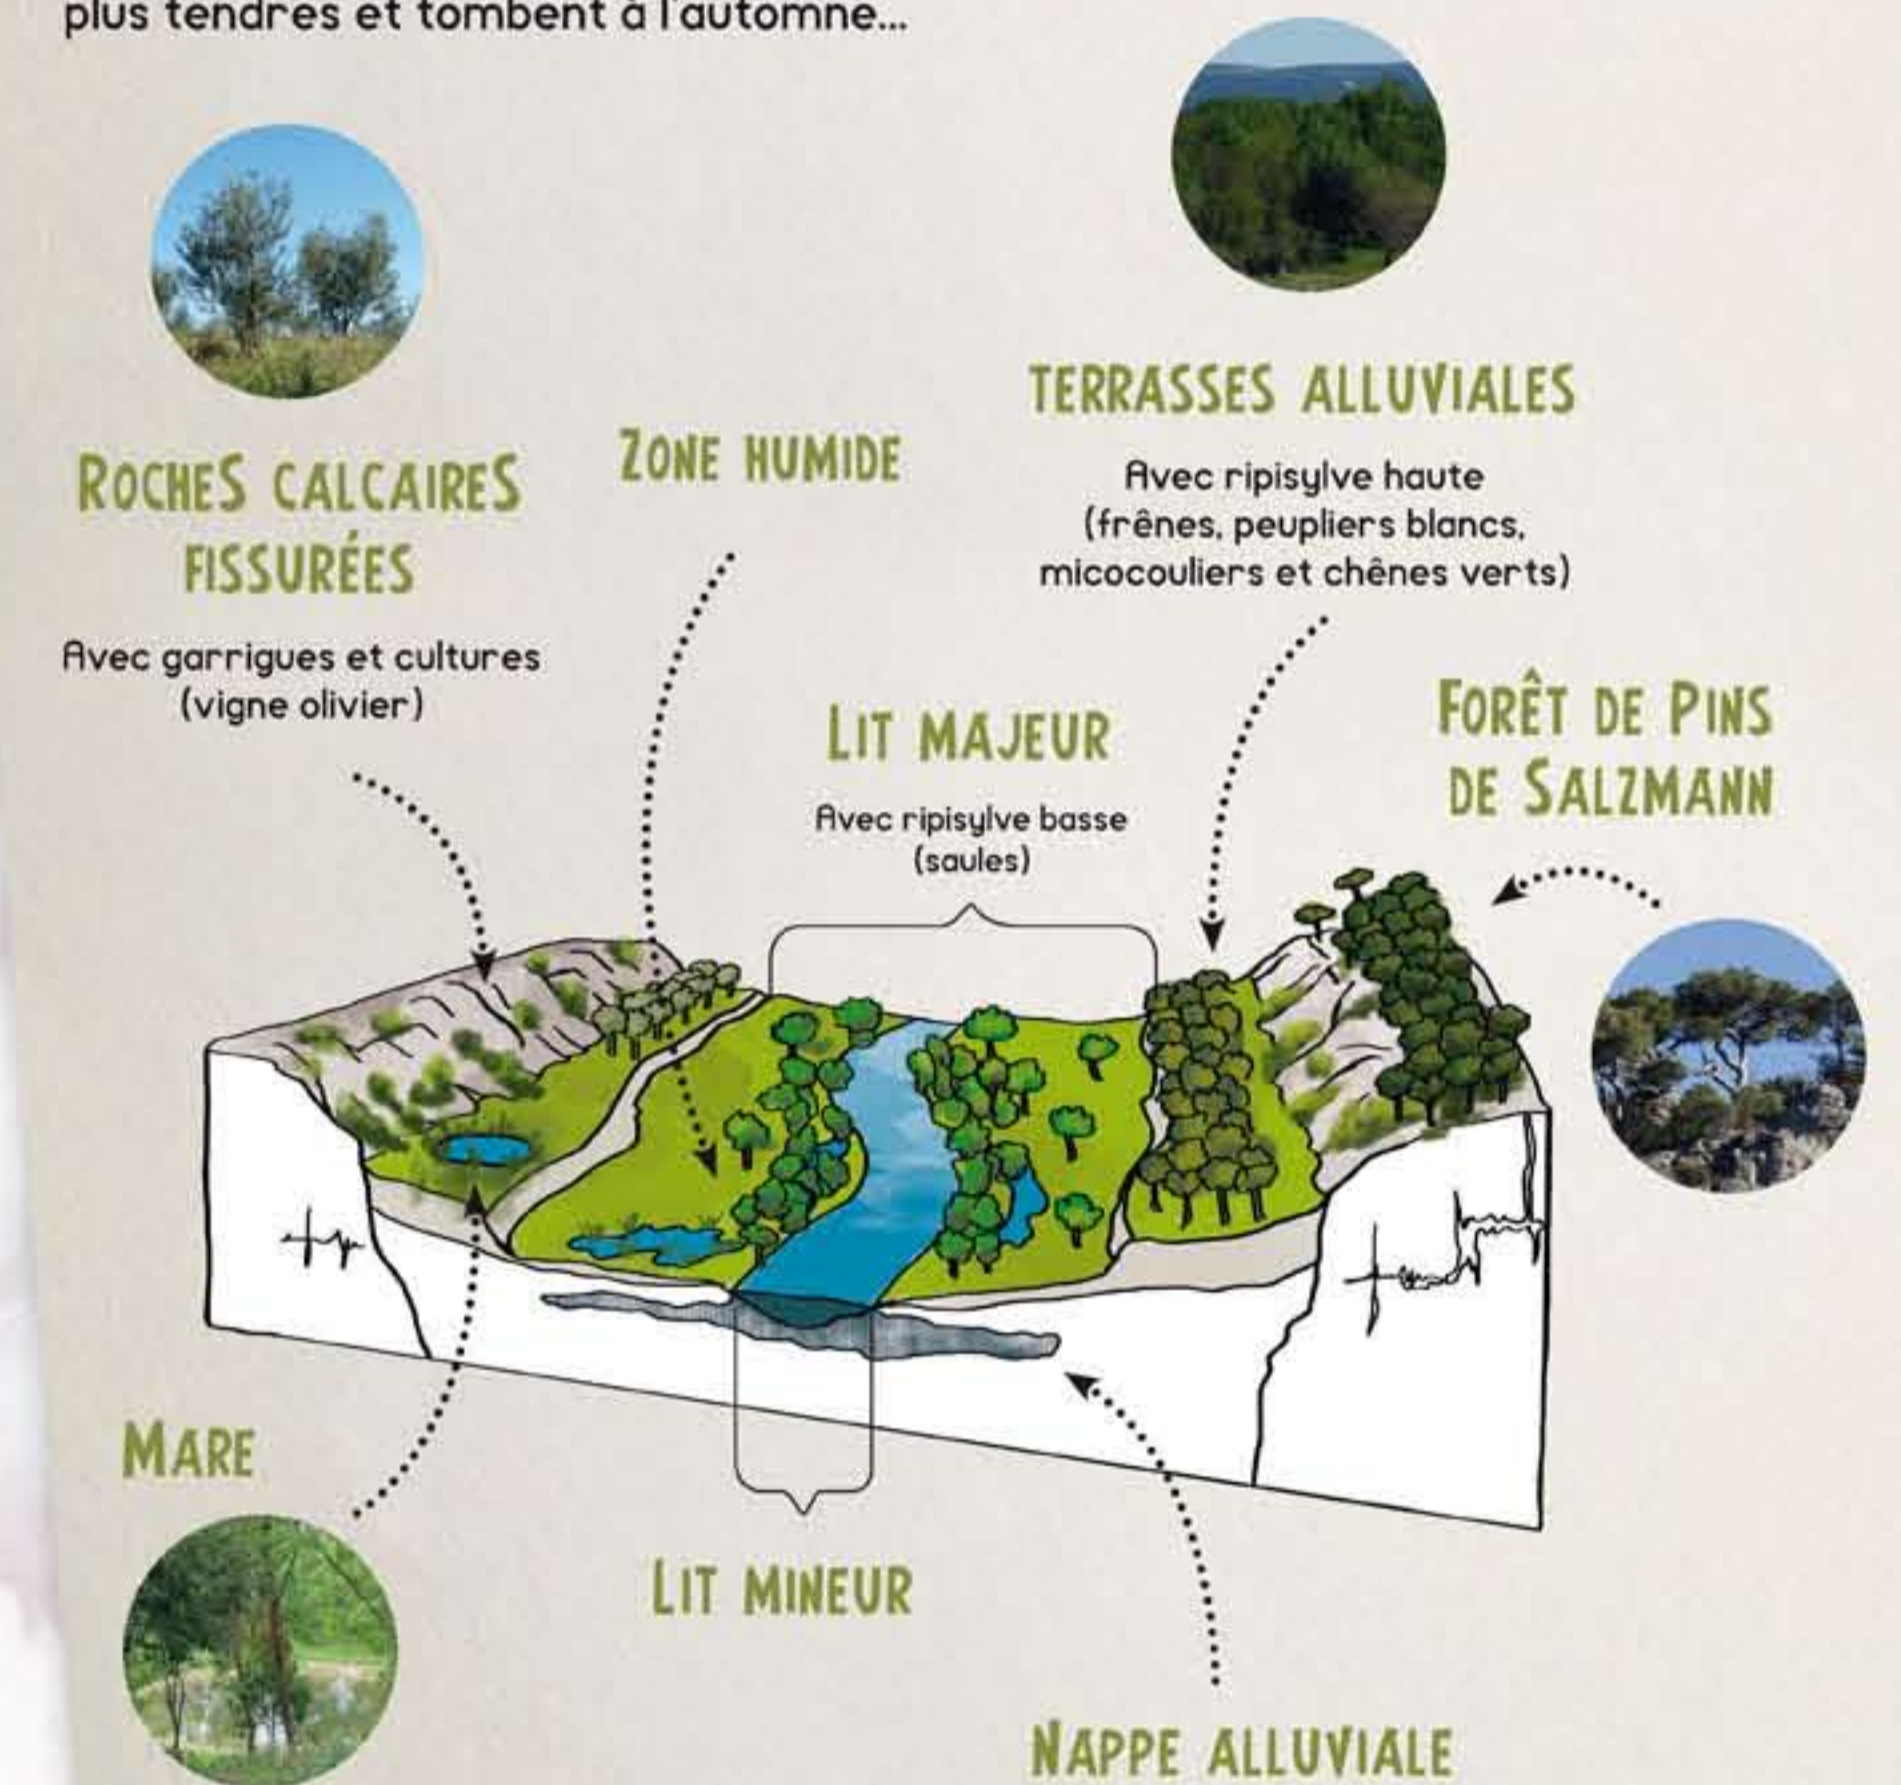 plus tendres et tombent à l'automne...
ROCHES CALCAIRES
FISSURÉES
Avec garrigues et cultures
(vigne olivier)
ZONE HUMIDE
TERRASSES ALLUVIALES
Avec ripisylve haute
(frênes, peupliers blancs,
micocouliers et chênes verts)
LIT MAJEUR
Avec ripisylve basse
(saules)
FORÊT DE PINS
DE SALZMANN
MARE
LIT MINEUR
NAPPE ALLUVIALE